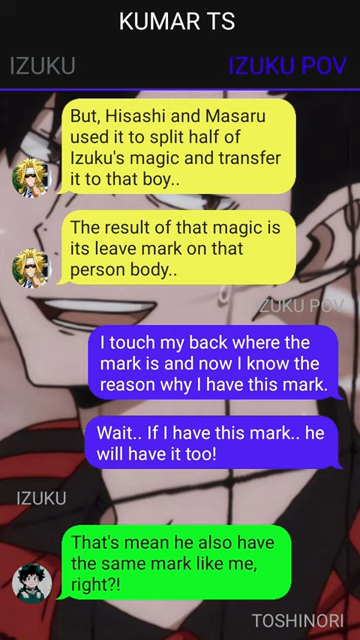 KUMAR TS
IZUKU
IZUKU POV
But, Hisashi and Masaru
used it to split half of
Izuku's magic and transfer
it to that boy..
The result of that magic is
its leave mark on that
person body..
IZUKU POV
I touch my back where the
mark is and now I know the
reason why I have this mark.
Wait.. If I have this mark.. he
will have it too!
IZUKU
That's mean he also have
the same mark like me,
right?!
TOSHINORI